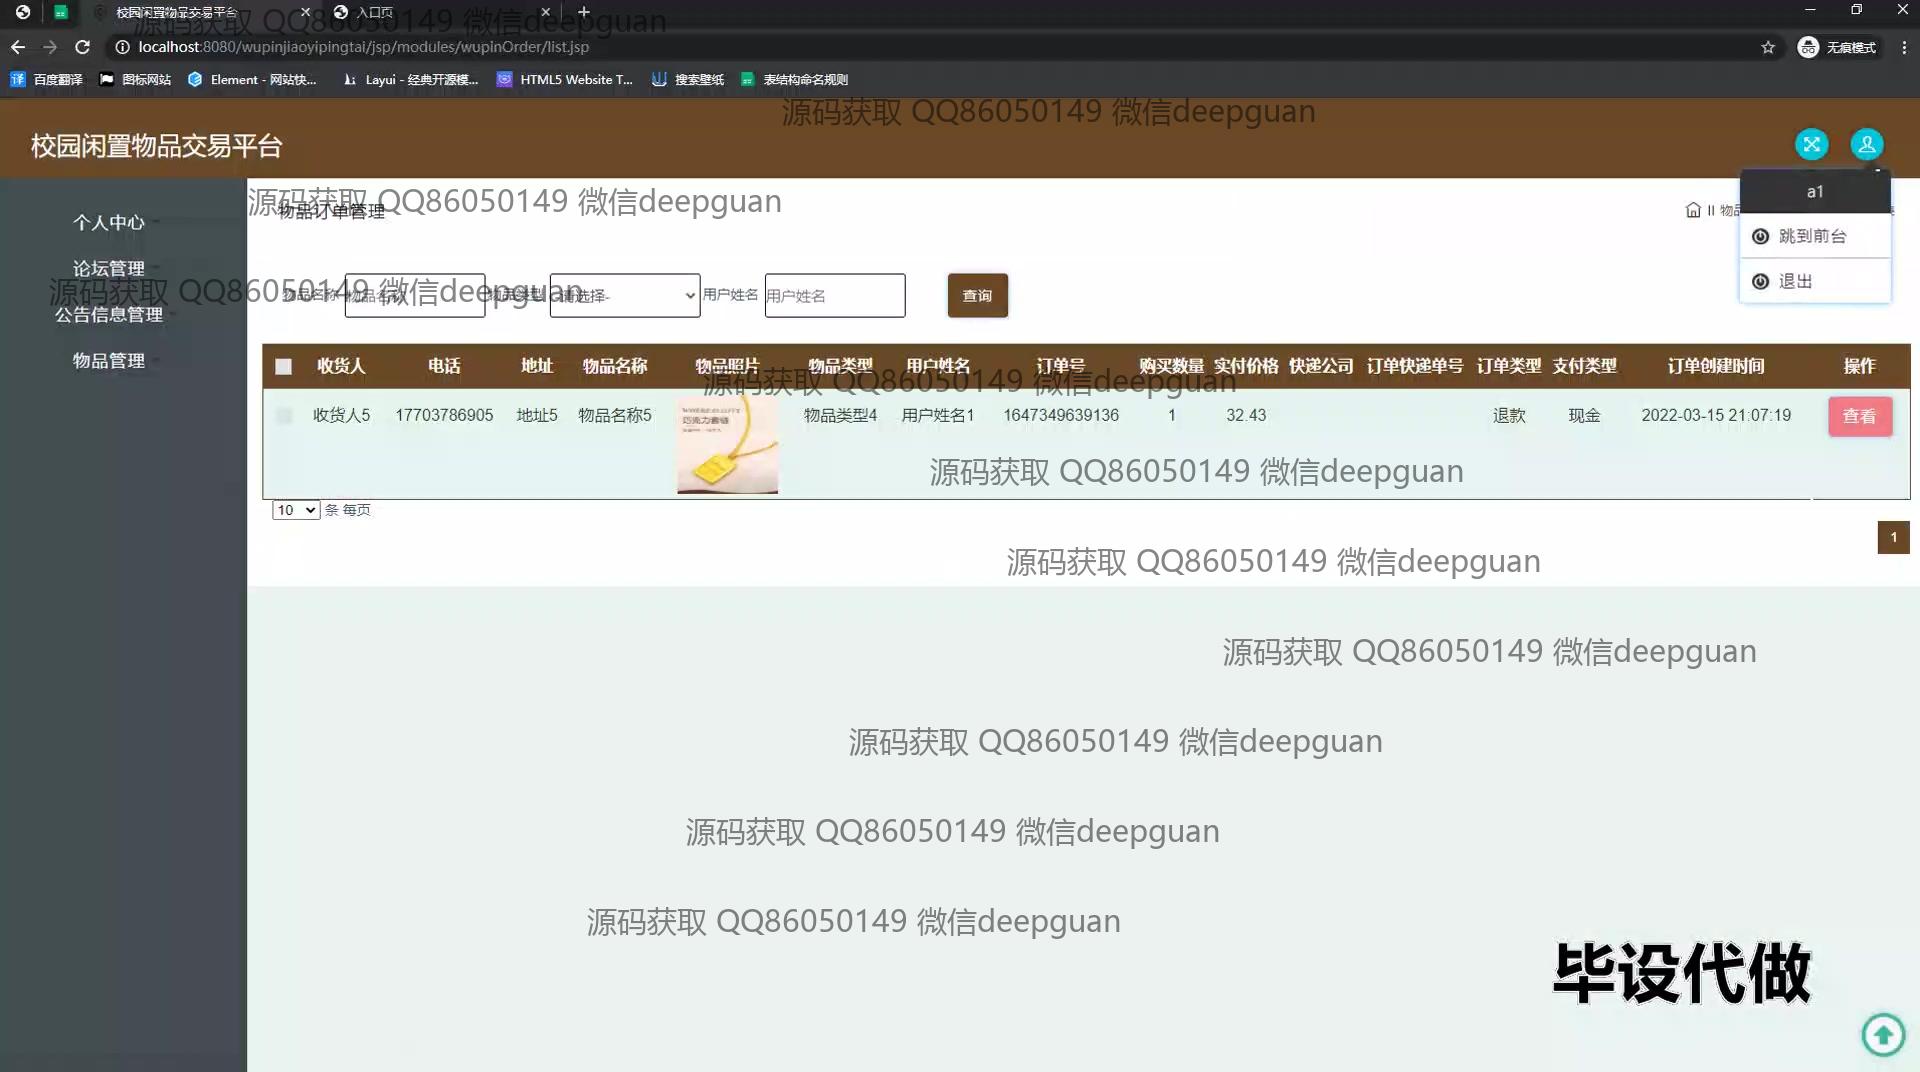 校园闲置物品交易平台
入口页
源码获取 QQ86050149 微信deepguan
localhost:8080/wupinjiaoyipingtai/jsp/modules/wupinOrder/list.jsp
无痕模式
百度翻译
图标网站
Element - 网站快...
Layui - 经典开源模...
HTML5 Website T...
搜索壁纸
表结构命名规则
源码获取 QQ86050149 微信deepguan
校园闲置物品交易平台
a1
跳到前台
退出
个人中心
论坛管理
公告信息管理
物品管理
源码获取 QQ86050149 微信deepguan
物品订单管理
源码获取 QQ86050149 微信deepguan
物品名称 物品名称 物品类型 -请选择- 用户姓名 用户姓名 查询
收货人 电话 地址 物品名称 物品照片 物品类型 用户姓名 订单号 购买数量 实付价格 快递公司 订单快递单号 订单类型 支付类型 订单创建时间 操作
源码获取 QQ86050149 微信deepguan
收货人5 17703786905 地址5 物品名称5 物品类型4 用户姓名1 1647349639136 1 32.43 退款 现金 2022-03-15 21:07:19 查看
巧克力套链
源码获取 QQ86050149 微信deepguan
10 条 每页
1
源码获取 QQ86050149 微信deepguan
源码获取 QQ86050149 微信deepguan
源码获取 QQ86050149 微信deepguan
源码获取 QQ86050149 微信deepguan
源码获取 QQ86050149 微信deepguan
毕设代做